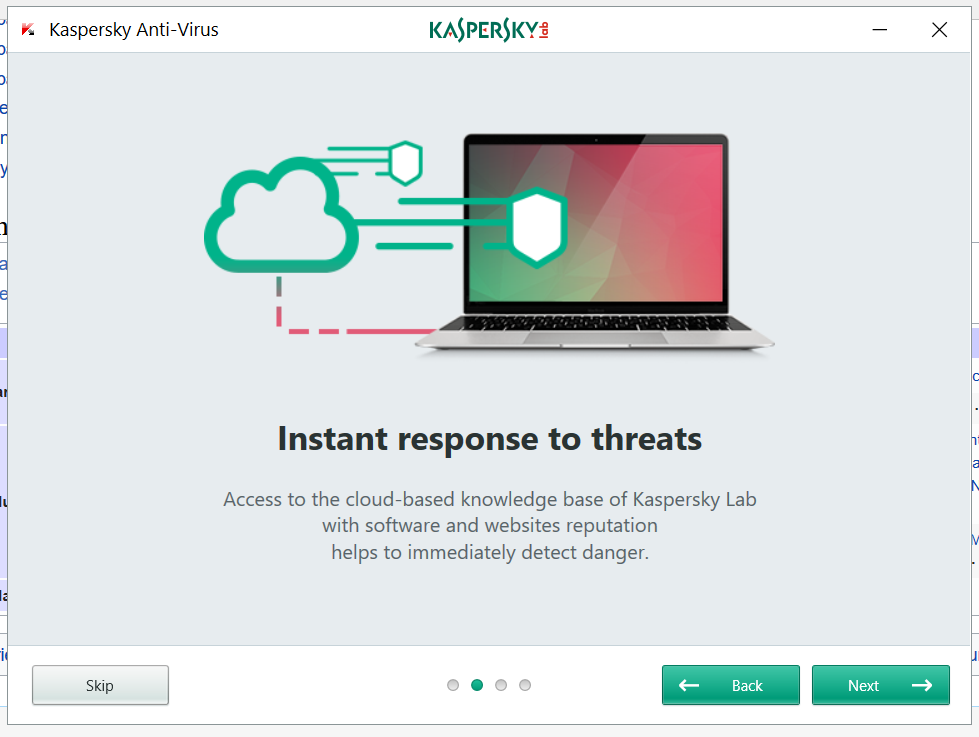 Kaspersky Anti-Virus
KASPERSKY lab
Instant response to threats
Access to the cloud-based knowledge base of Kaspersky Lab
with software and websites reputation
helps to immediately detect danger.
Skip
Back
Next